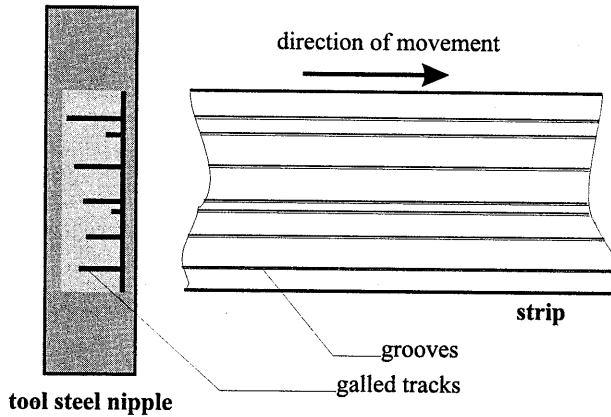 direction of movement
strip
grooves
galled tracks
tool steel nipple